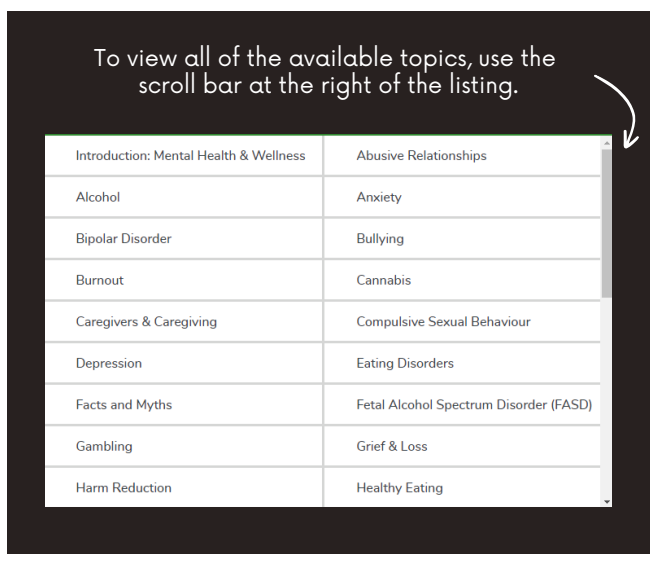 To view all of the available topics, use the
scroll bar at the right of the listing.
Introduction: Mental Health & Wellness
Abusive Relationships
Alcohol
Anxiety
Bipolar Disorder
Bullying
Burnout
Cannabis
Caregivers & Caregiving
Compulsive Sexual Behaviour
Depression
Eating Disorders
Facts and Myths
Fetal Alcohol Spectrum Disorder (FASD)
Gambling
Grief & Loss
Harm Reduction
Healthy Eating